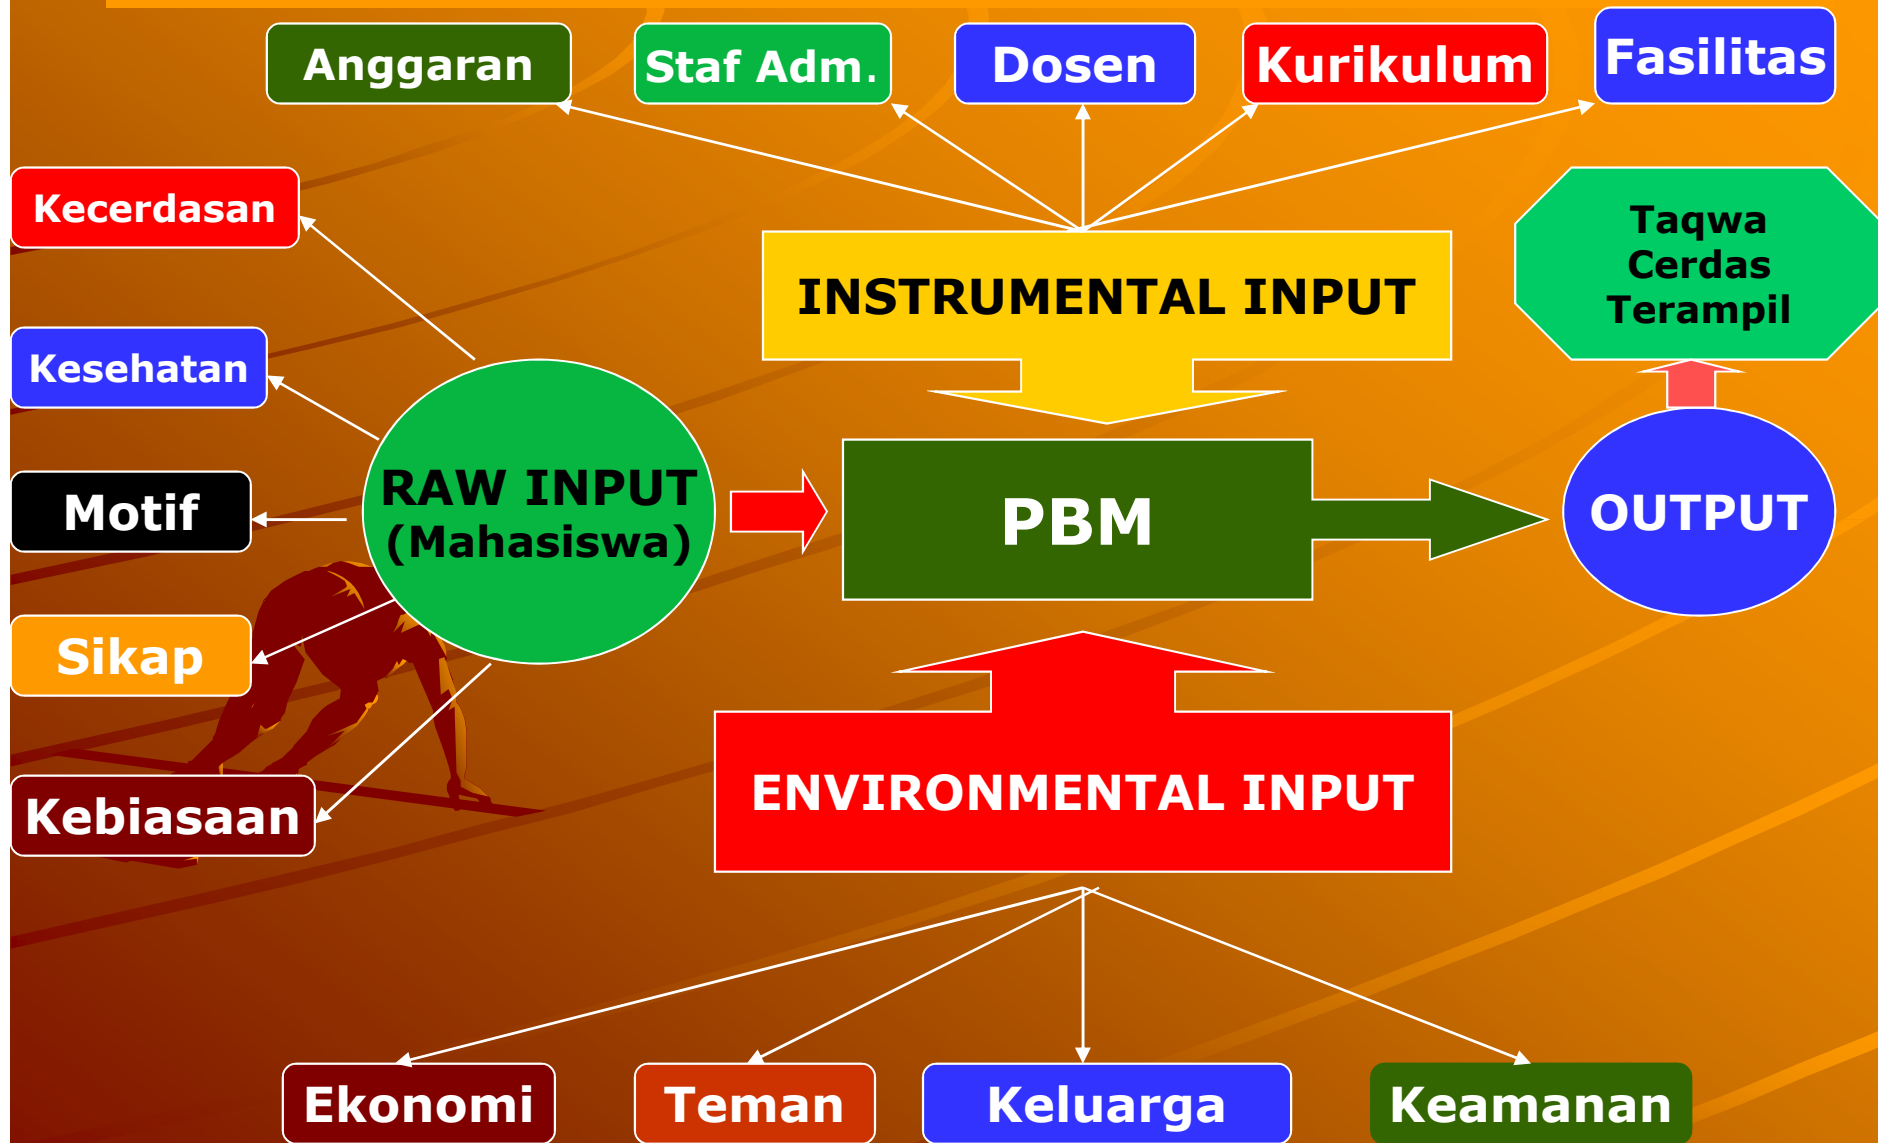 Anggaran
Staf Adm.
Dosen
Kurikulum
Fasilitas
Kecerdasan
Kesehatan
Motif
Sikap
Kebiasaan
RAW INPUT
(Mahasiswa)
INSTRUMENTAL INPUT
PBM
ENVIRONMENTAL INPUT
OUTPUT
Taqwa
Cerdas
Terampil
Ekonomi
Teman
Keluarga
Keamanan